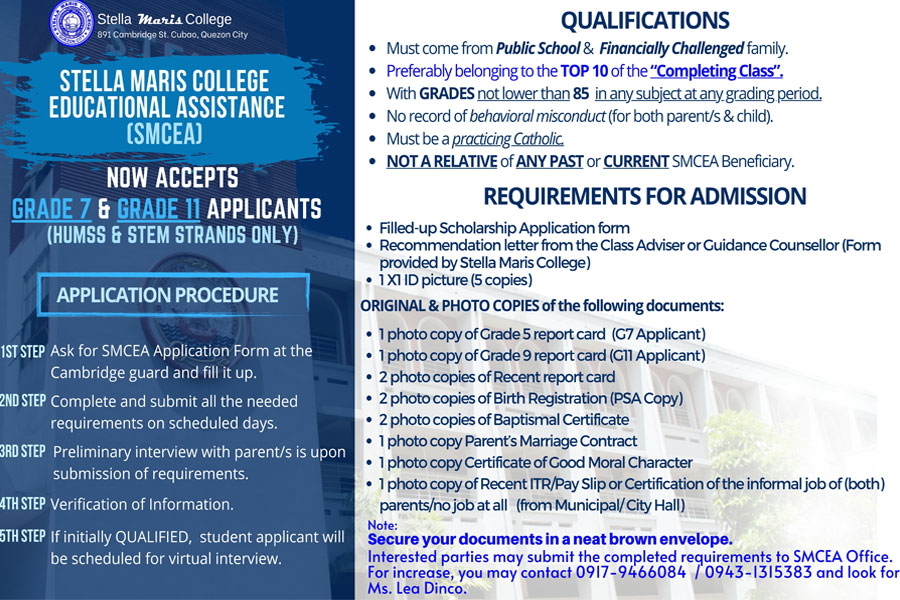 Stella Maris College
891 Cambridge St. Cubao, Quezon City
STELLA MARIS COLLEGE
EDUCATIONAL ASSISTANCE
(SMCEA)
NOW ACCEPTS
GRADE 7 & GRADE 11 APPLICANTS
(HUMSS & STEM STRANDS ONLY)
APPLICATION PROCEDURE
1ST STEP Ask for SMCEA Application Form at the
Cambridge guard and fill it up.
2ND STEP Complete and submit all the needed
requirements on scheduled days.
3RD STEP Preliminary interview with parent/s is upon
submission of requirements.
4TH STEP Verification of Information.
5TH STEP If initially QUALIFIED, student applicant will
be scheduled for virtual interview.
QUALIFICATIONS
• Must come from Public School & Financially Challenged family.
• Preferably belonging to the TOP 10 of the "Completing Class".
• With GRADES not lower than 85 in any subject at any grading period.
• No record of behavioral misconduct (for both parent/s & child).
• Must be a practicing Catholic.
• NOT A RELATIVE of ANY PAST or CURRENT SMCEA Beneficiary.
REQUIREMENTS FOR ADMISSION
• Filled-up Scholarship Application form
• Recommendation letter from the Class Adviser or Guidance Counsellor (Form
provided by Stella Maris College)
• 1 X1 ID picture (5 copies)
ORIGINAL & PHOTO COPIES of the following documents:
• 1 photo copy of Grade 5 report card (G7 Applicant)
• 1 photo copy of Grade 9 report card (G11 Applicant)
• 2 photo copies of Recent report card
• 2 photo copies of Birth Registration (PSA Copy)
• 2 photo copies of Baptismal Certificate
• 1 photo copy Parent's Marriage Contract
• 1 photo copy Certificate of Good Moral Character
• 1 photo copy of Recent ITR/Pay Slip or Certification of the informal job of (both)
parents/no job at all (from Municipal/ City Hall)
Note:
Secure your documents in a neat brown envelope.
Interested parties may submit the completed requirements to SMCEA Office.
For increase, you may contact 0917-9466084 / 0943-1315383 and look for
Ms. Lea Dinco.